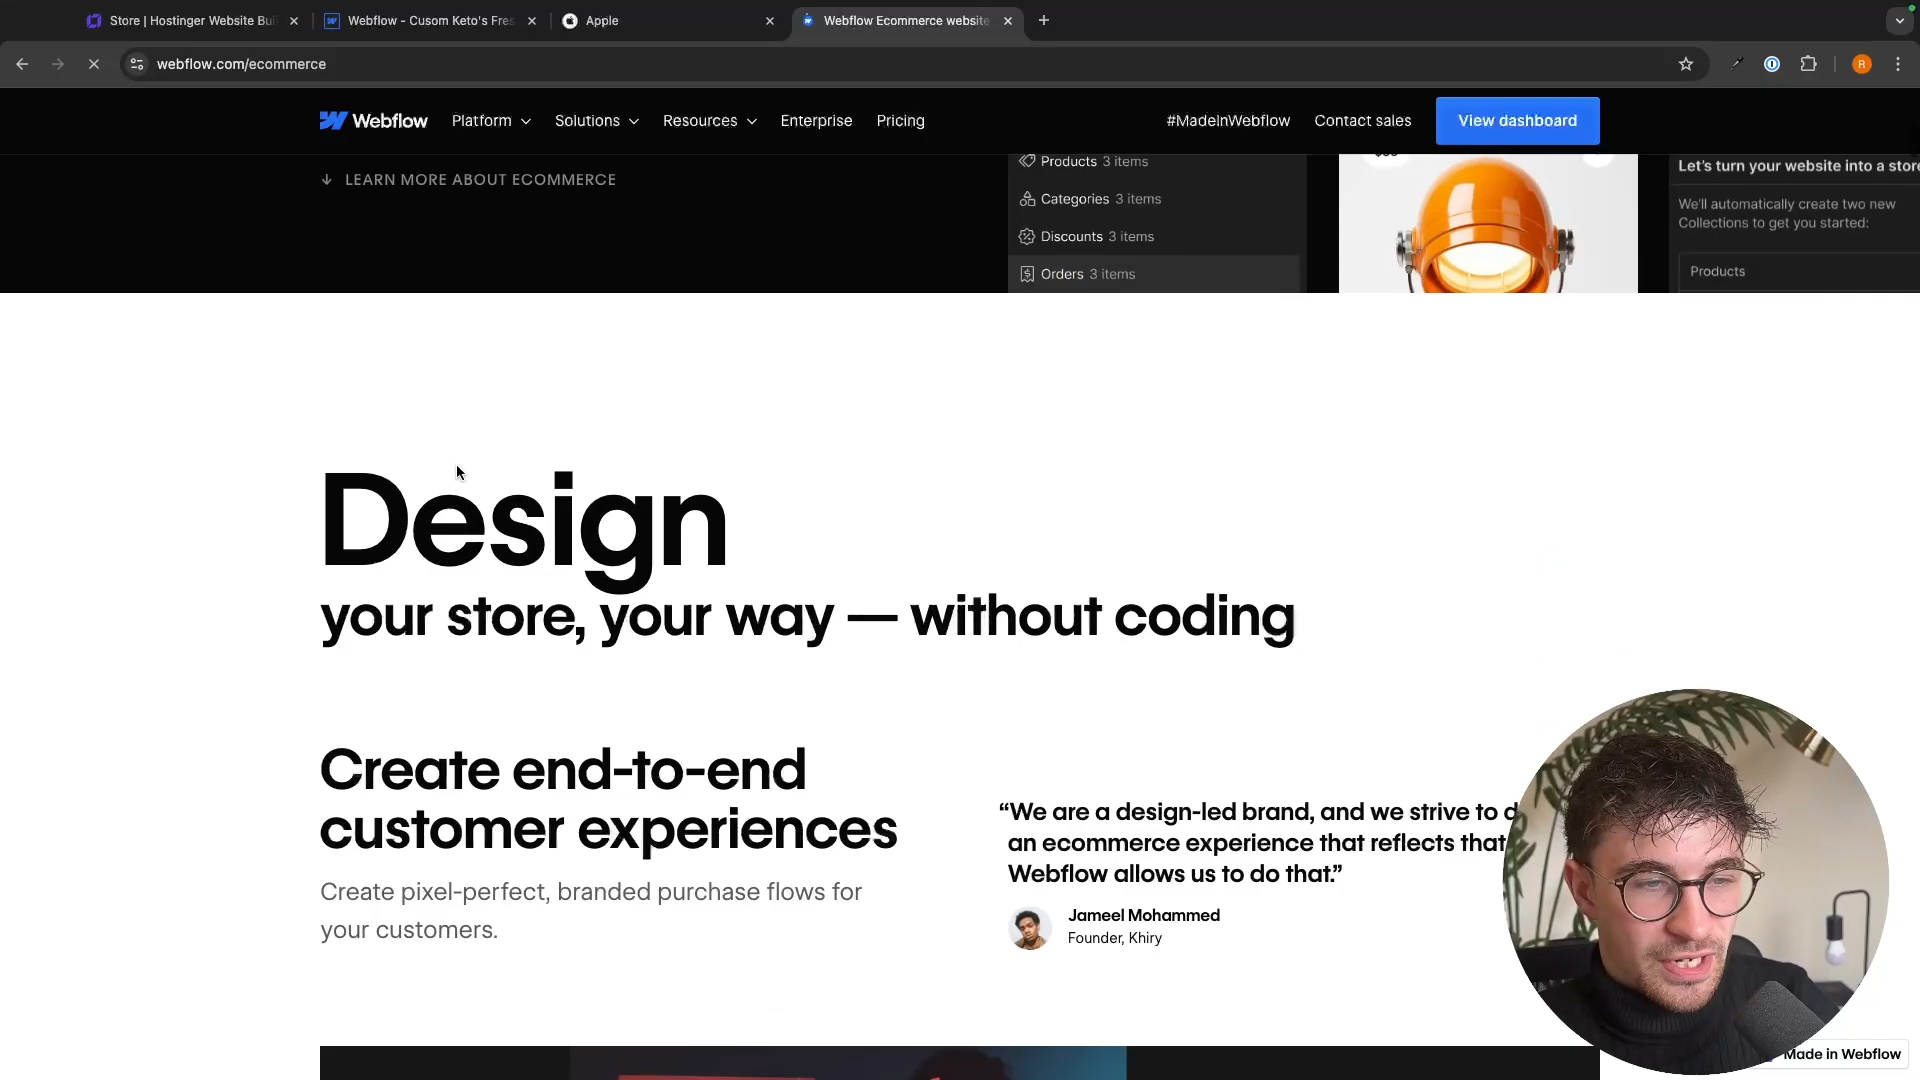 Store | Hostinger Website Bui
Webflow - Cusom Keto's Fres
Apple
Webflow Ecommerce website
webflow.com/ecommerce
R
Webflow
Platform
Solutions
Resources
Enterprise
Pricing
#MadeInWebflow
Contact sales
View dashboard
LEARN MORE ABOUT ECOMMERCE
Products 3 items
Categories 3 items
Discounts 3 items
Orders 3 items
Let's turn your website into a store
We'll automatically create two new
Collections to get you started:
Products
Design
your store, your way — without coding
Create end-to-end
customer experiences
Create pixel-perfect, branded purchase flows for
your customers.
“We are a design-led brand, and we strive to d
an ecommerce experience that reflects that
Webflow allows us to do that.”
Jameel Mohammed
Founder, Khiry
Made in Webflow